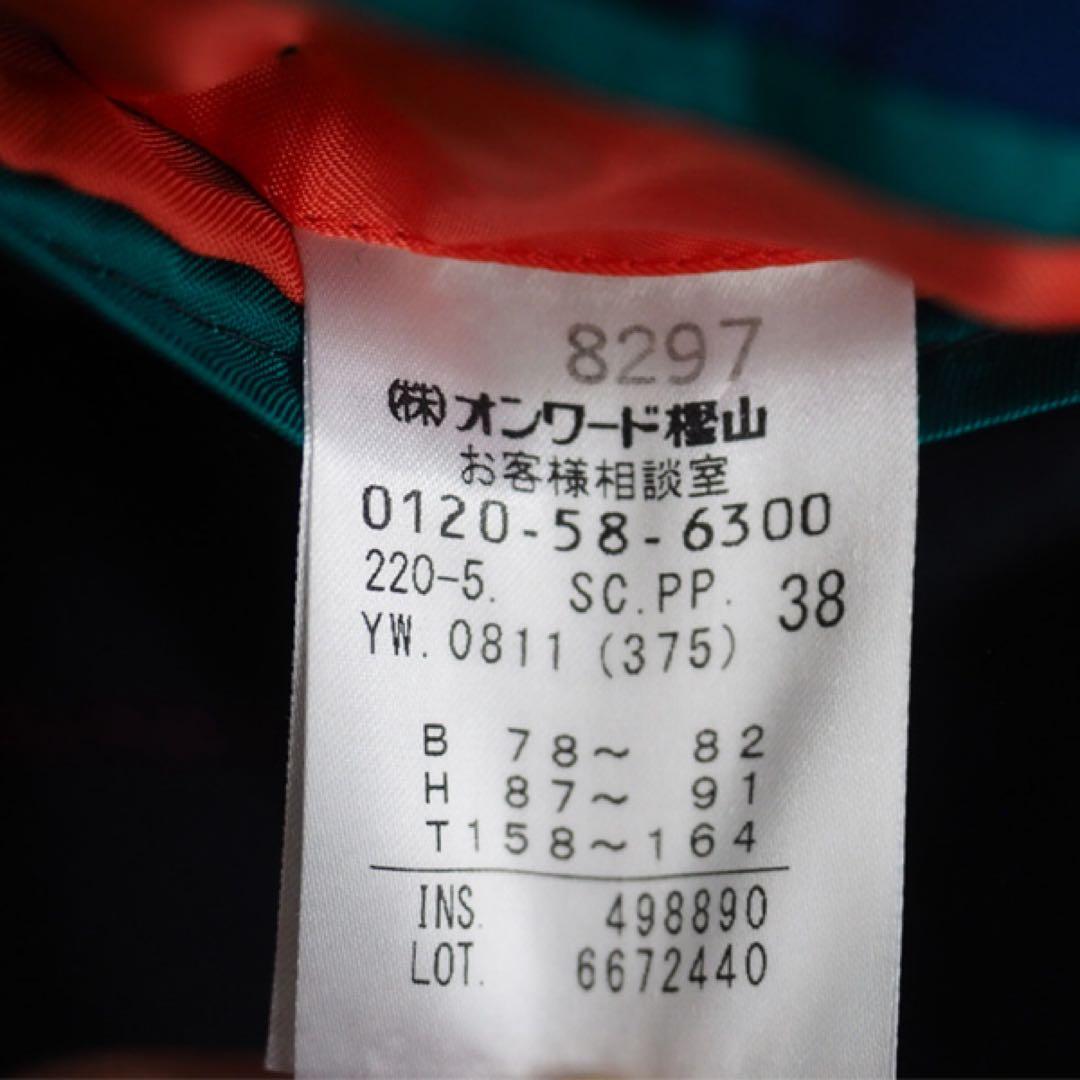 8297
(株)オンワード樫山
お客様相談室
0120-58-6300
220-5. SC.PP. 38
YW. 0811 (375)
B 78～ 82
H 87～ 91
T158～164
INS. 498890
LOT. 6672440